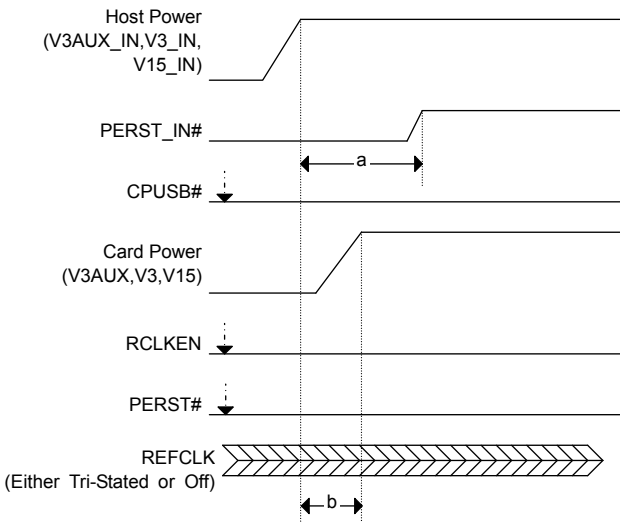 Host Power
(V3AUX_IN,V3_IN,
V15_IN)
PERST_IN#
a
CPUSB#
Card Power
(V3AUX,V3,V15)
RCLKEN
PERST#
REFCLK
(Either Tri-Stated or Off)
b